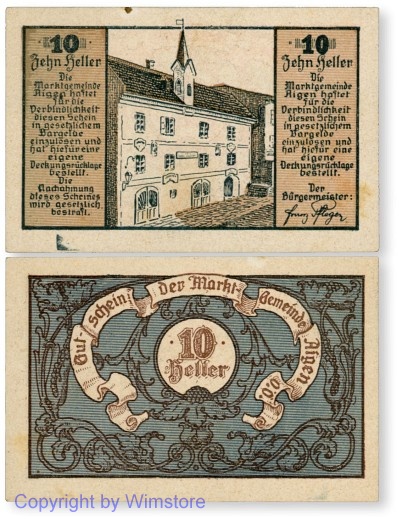 10
Zehn Heller
Die
Marktgemeinde
Aigen haftet
für die
Verbindlichkeit
diesen Schein
in gesetzlichem
Bargelde
einzulösen und
hat hiefür eine
eigene
Deckungsrücklage
bestellt.
Die
Nachahmung
dieses Scheines
wird gesetzlich
bestraft.
10
Zehn Heller
Die
Marktgemeinde
Aigen haftet
für die
Verbindlichkeit
diesen Schein
in gesetzlichem
Bargelde
einzulösen und
hat hiefür eine
eigene
Deckungsrücklage
bestellt.
Der
Bürgermeister:
Gutschein der Markt-Gemeinde Aigen O.Ö.
10
Heller
Copyright by Wimstore